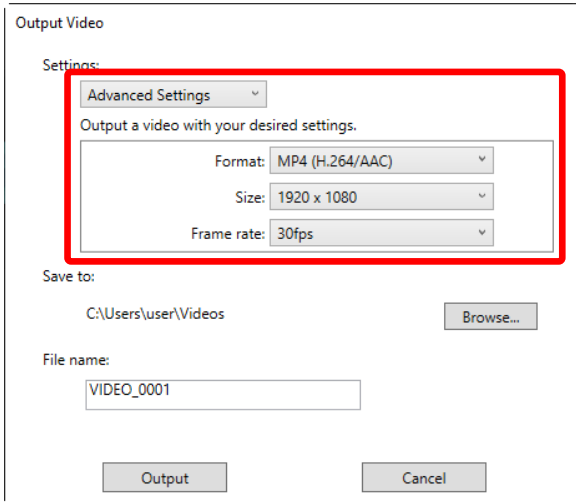 Output Video
Settings:
Advanced Settings
Output a video with your desired settings.
Format: MP4 (H.264/AAC)
Size: 1920 x 1080
Frame rate: 30fps
Save to:
C:\Users\user\Videos
Browse...
File name:
VIDEO_0001
Output
Cancel